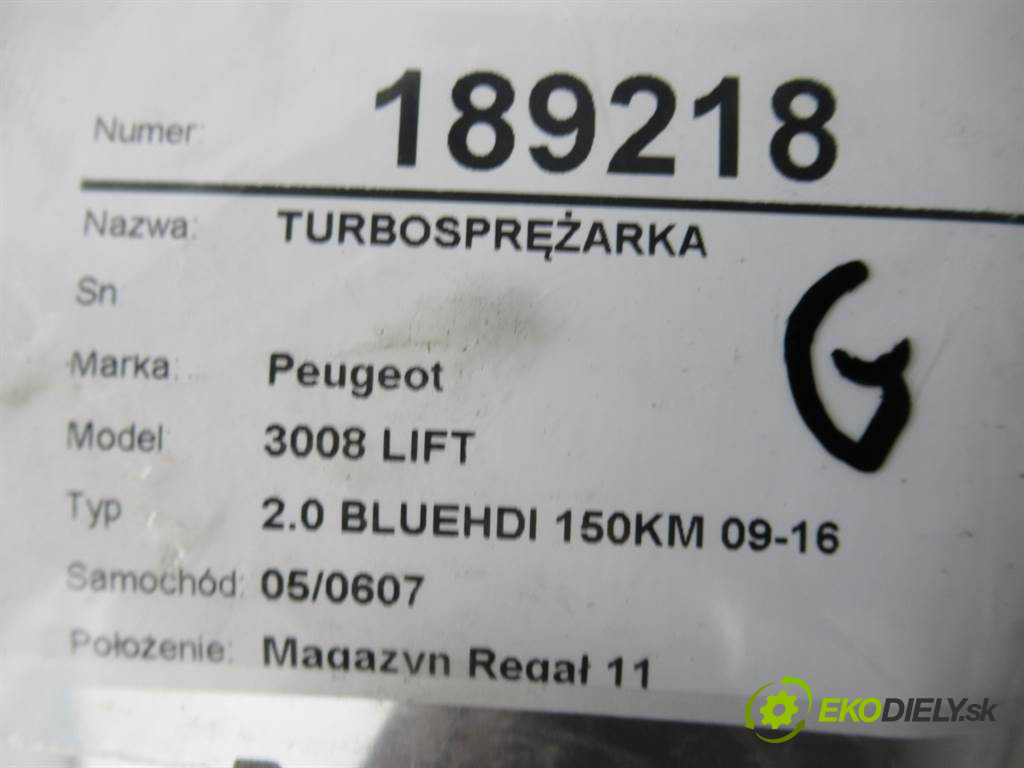 Numer: 189218
Nazwa: TURBOSPRĘŻARKA
Sn
Marka: Peugeot
Model 3008 LIFT
Typ 2.0 BLUEHDI 150KM 09-16
Samochód: 05/0607
Położenie: Magazyn Regał 11
G
EKODIELY.sk